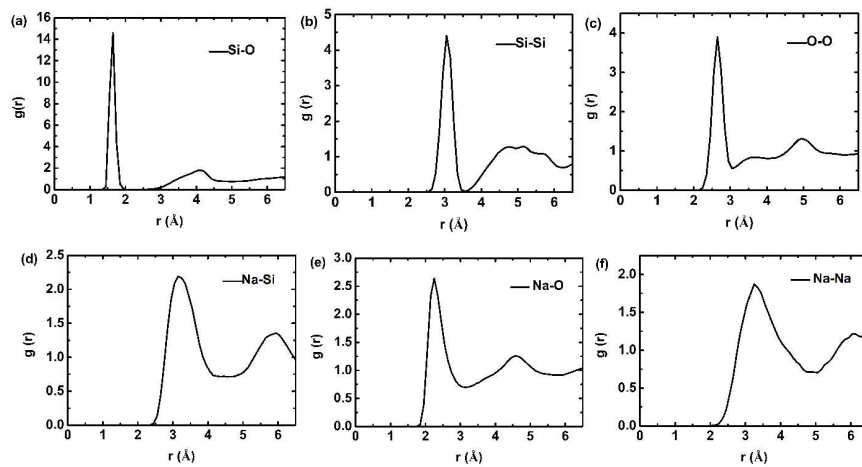 (a)
16
14
12
10
8
6
4
2
0
g(r)
Si-O
0 1 2 3 4 5 6
r (Å)
(b)
5
4
3
2
1
0
g (r)
Si-Si
0 1 2 3 4 5 6
r (Å)
(c)
4
3
2
1
0
g (r)
O-O
0 1 2 3 4 5 6
r (Å)
(d)
2.5
2.0
1.5
1.0
0.5
0.0
g (r)
Na-Si
0 1 2 3 4 5 6
r (Å)
(e)
3.0
2.5
2.0
1.5
1.0
0.5
0.0
g (r)
Na-O
0 1 2 3 4 5 6
r (Å)
(f)
2.0
1.5
1.0
0.5
0.0
g (r)
Na-Na
0 1 2 3 4 5 6
r (Å)